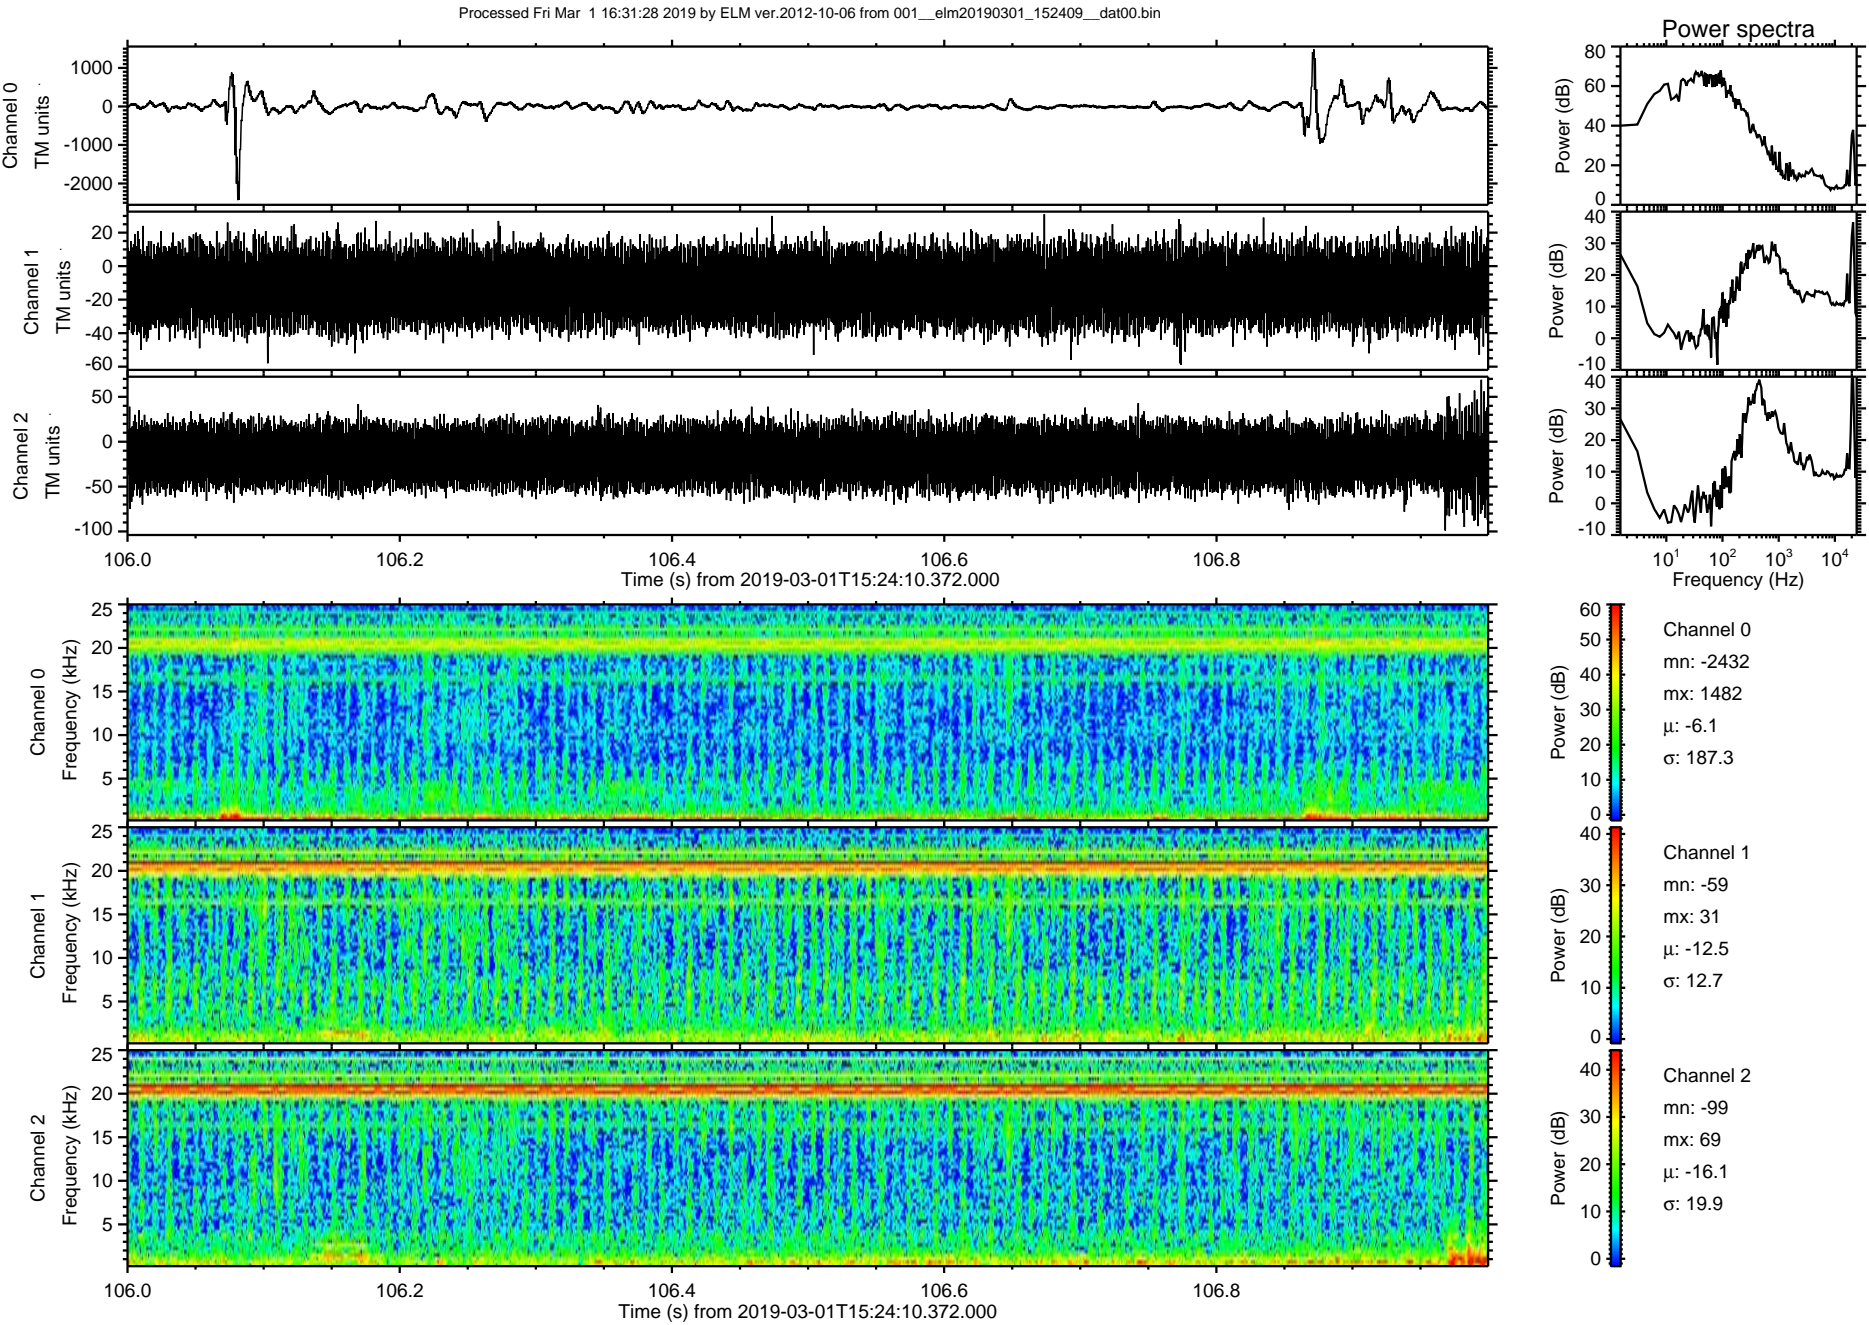 Processed Fri Mar 1 16:31:28 2019 by ELM ver.2012-10-06 from 001__elm20190301_152409__dat00.bin
Power spectra
Channel 0
TM units
1000
0
-1000
-2000
Power (dB)
80
60
40
20
0
Channel 1
TM units
20
0
-20
-40
-60
Power (dB)
40
30
20
10
0
-10
Channel 2
TM units
50
0
-50
-100
Power (dB)
40
30
20
10
0
-10
106.0 106.2 106.4 106.6 106.8
Time (s) from 2019-03-01T15:24:10.372.000
10^1 10^2 10^3 10^4
Frequency (Hz)
Channel 0
Frequency (kHz)
25
20
15
10
5
Power (dB)
60
50
40
30
20
10
0
Channel 0
mn: -2432
mx: 1482
μ: -6.1
σ: 187.3
Channel 1
Frequency (kHz)
25
20
15
10
5
Power (dB)
40
30
20
10
0
Channel 1
mn: -59
mx: 31
μ: -12.5
σ: 12.7
Channel 2
Frequency (kHz)
25
20
15
10
5
Power (dB)
40
30
20
10
0
Channel 2
mn: -99
mx: 69
μ: -16.1
σ: 19.9
106.0 106.2 106.4 106.6 106.8
Time (s) from 2019-03-01T15:24:10.372.000